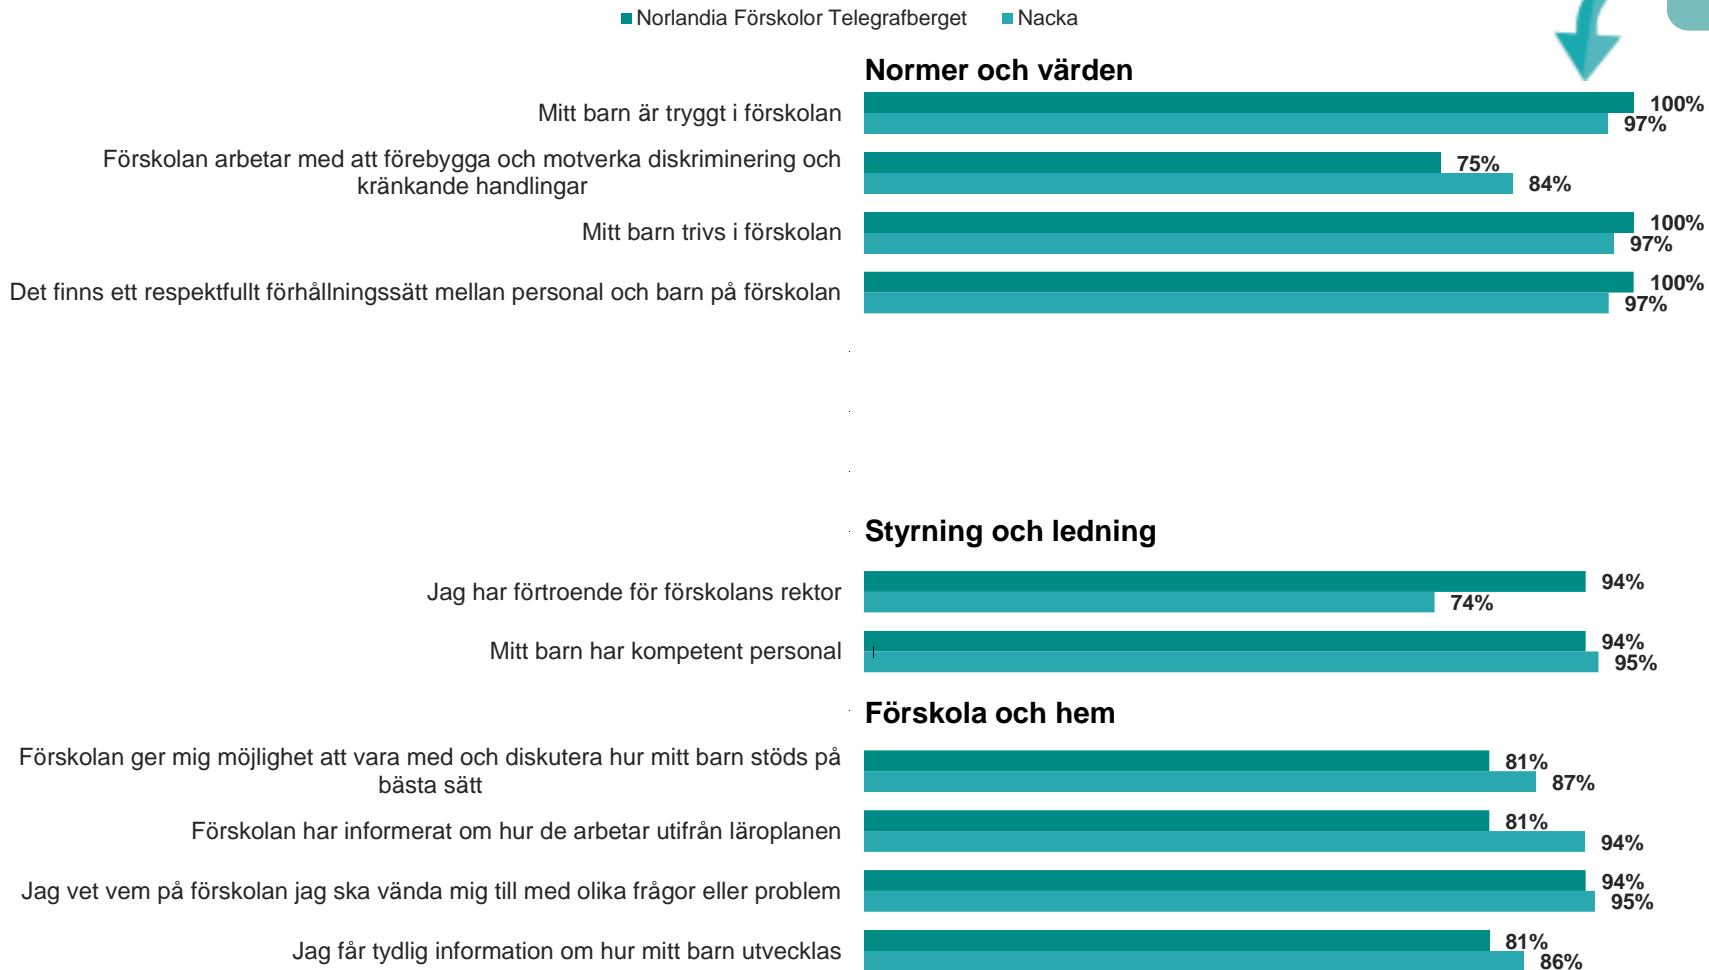 Norlandia Förskolor Telegrafberget Nacka
Normer och värden
Mitt barn är tryggt i förskolan
100%
97%
Förskolan arbetar med att förebygga och motverka diskriminering och
kränkande handlingar
75%
84%
Mitt barn trivs i förskolan
100%
97%
Det finns ett respektfullt förhållningssätt mellan personal och barn på förskolan
100%
97%
Styrning och ledning
Jag har förtroende för förskolans rektor
94%
74%
Mitt barn har kompetent personal
94%
95%
Förskola och hem
Förskolan ger mig möjlighet att vara med och diskutera hur mitt barn stöds på
bästa sätt
81%
87%
Förskolan har informerat om hur de arbetar utifrån läroplanen
81%
94%
Jag vet vem på förskolan jag ska vända mig till med olika frågor eller problem
94%
95%
Jag får tydlig information om hur mitt barn utvecklas
81%
86%